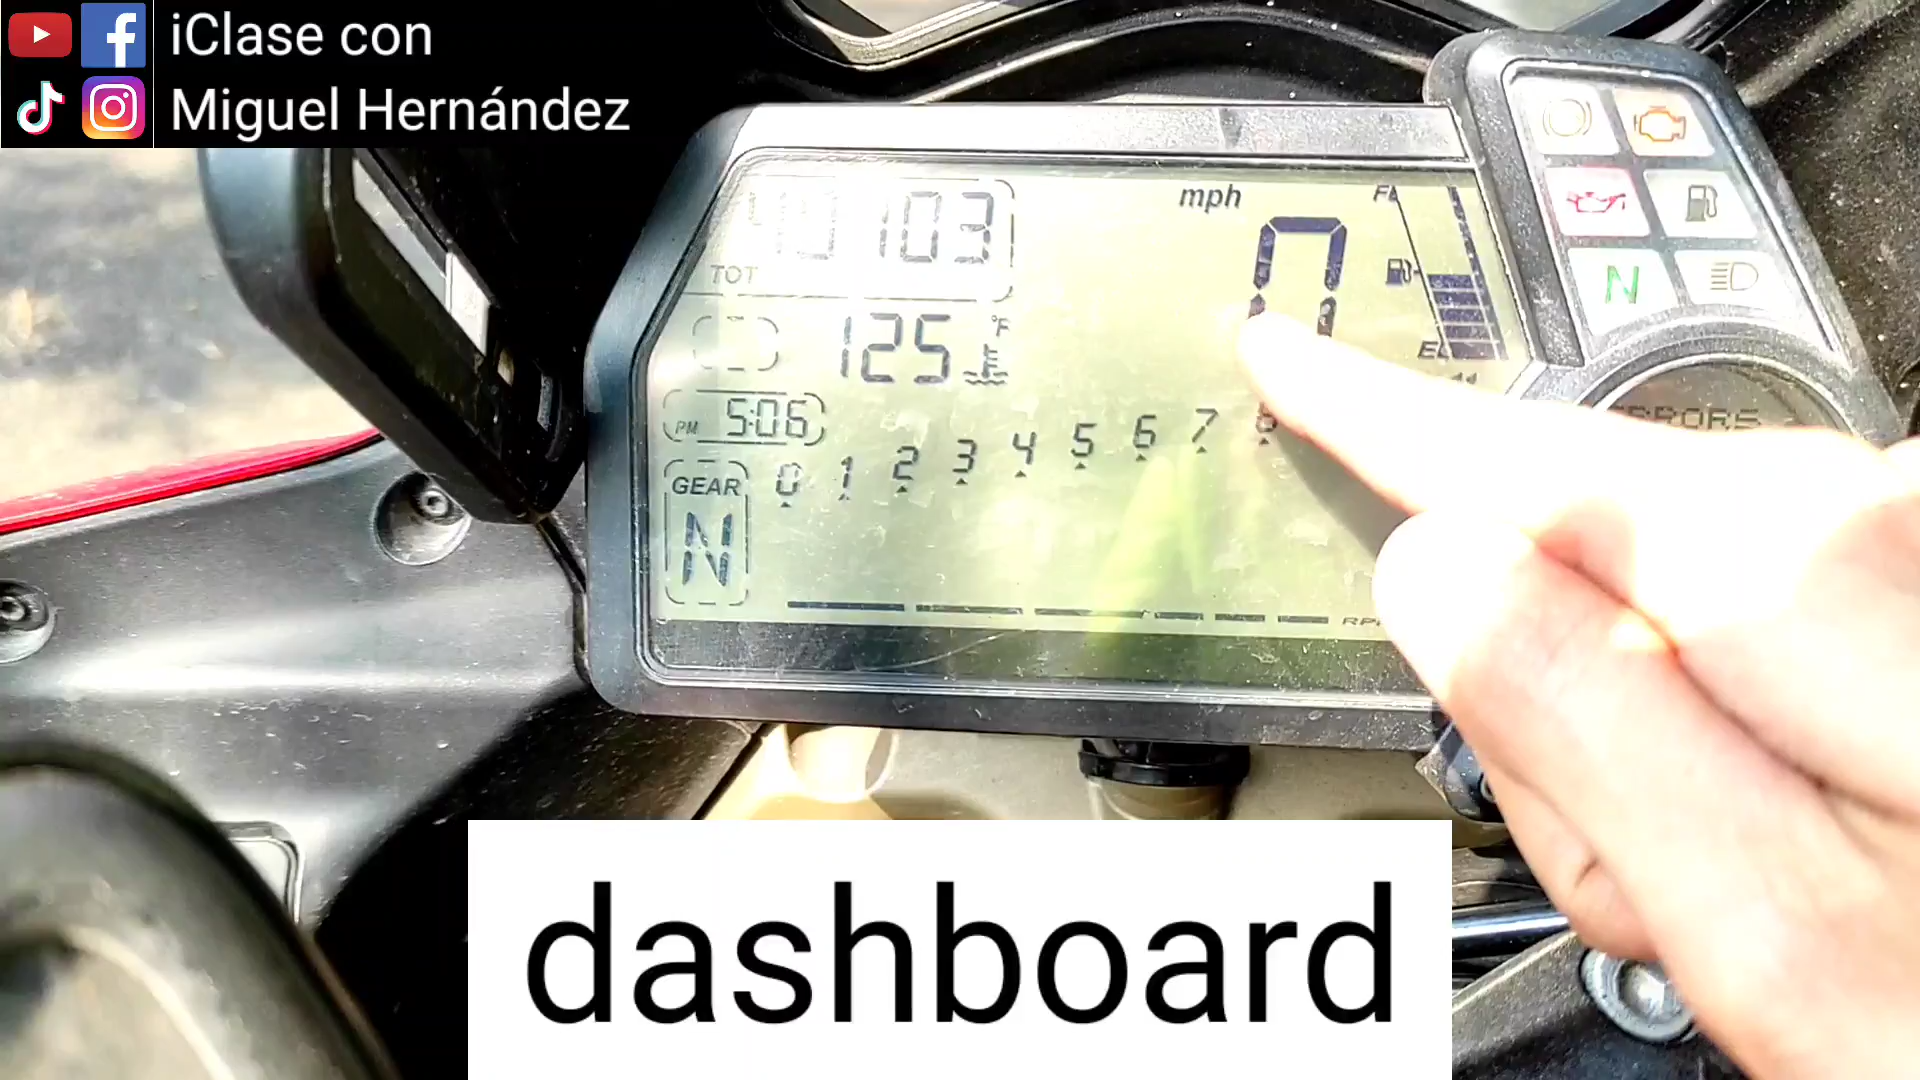 iClase con
Miguel Hernández
mph
103
TOT
125 °F
PM 5:06
GEAR
0 1 2 3 4 5 6 7 8
N
N
dashboard